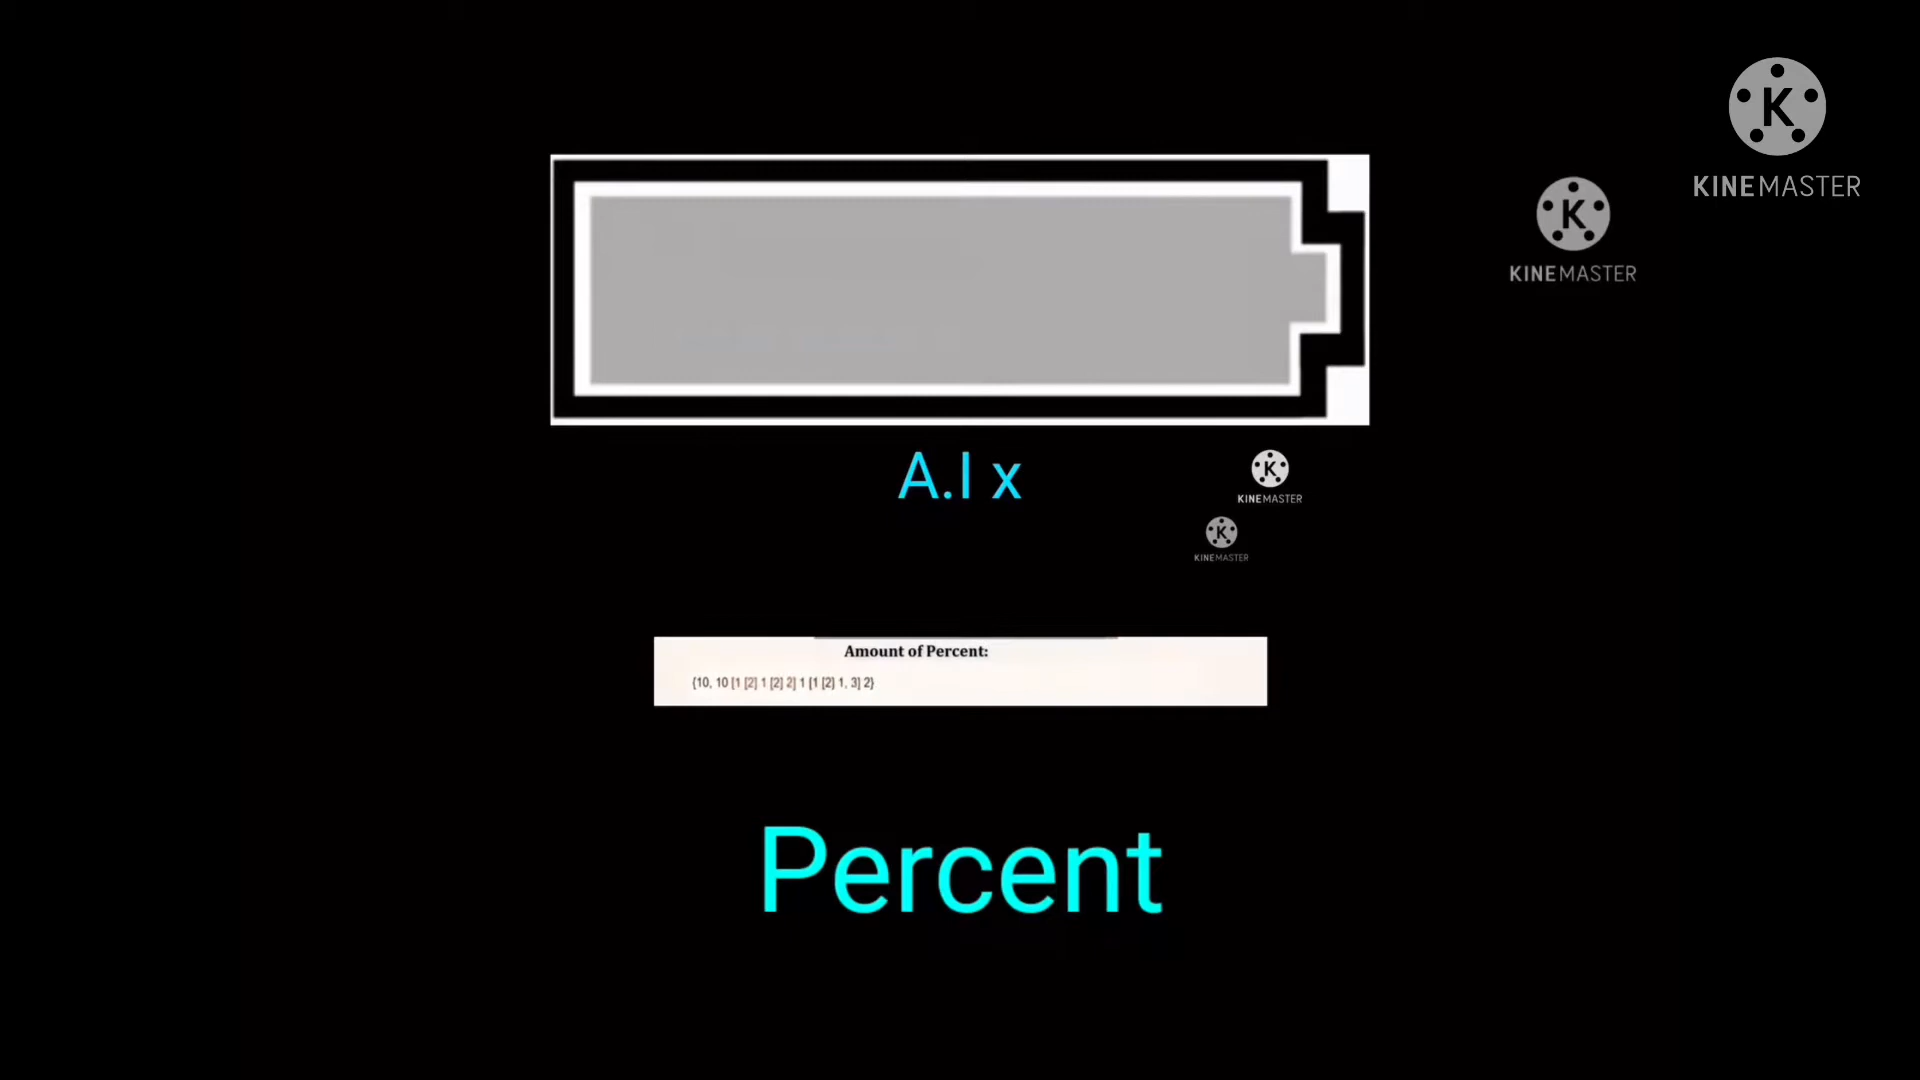 K
KINEMASTER
K
KINEMASTER
A.I x
K
KINEMASTER
K
KINEMASTER
Amount of Percent:
{10, 10 [1 [2] 1 [2] 2] 1 [1 [2] 1, 3] 2}
Percent